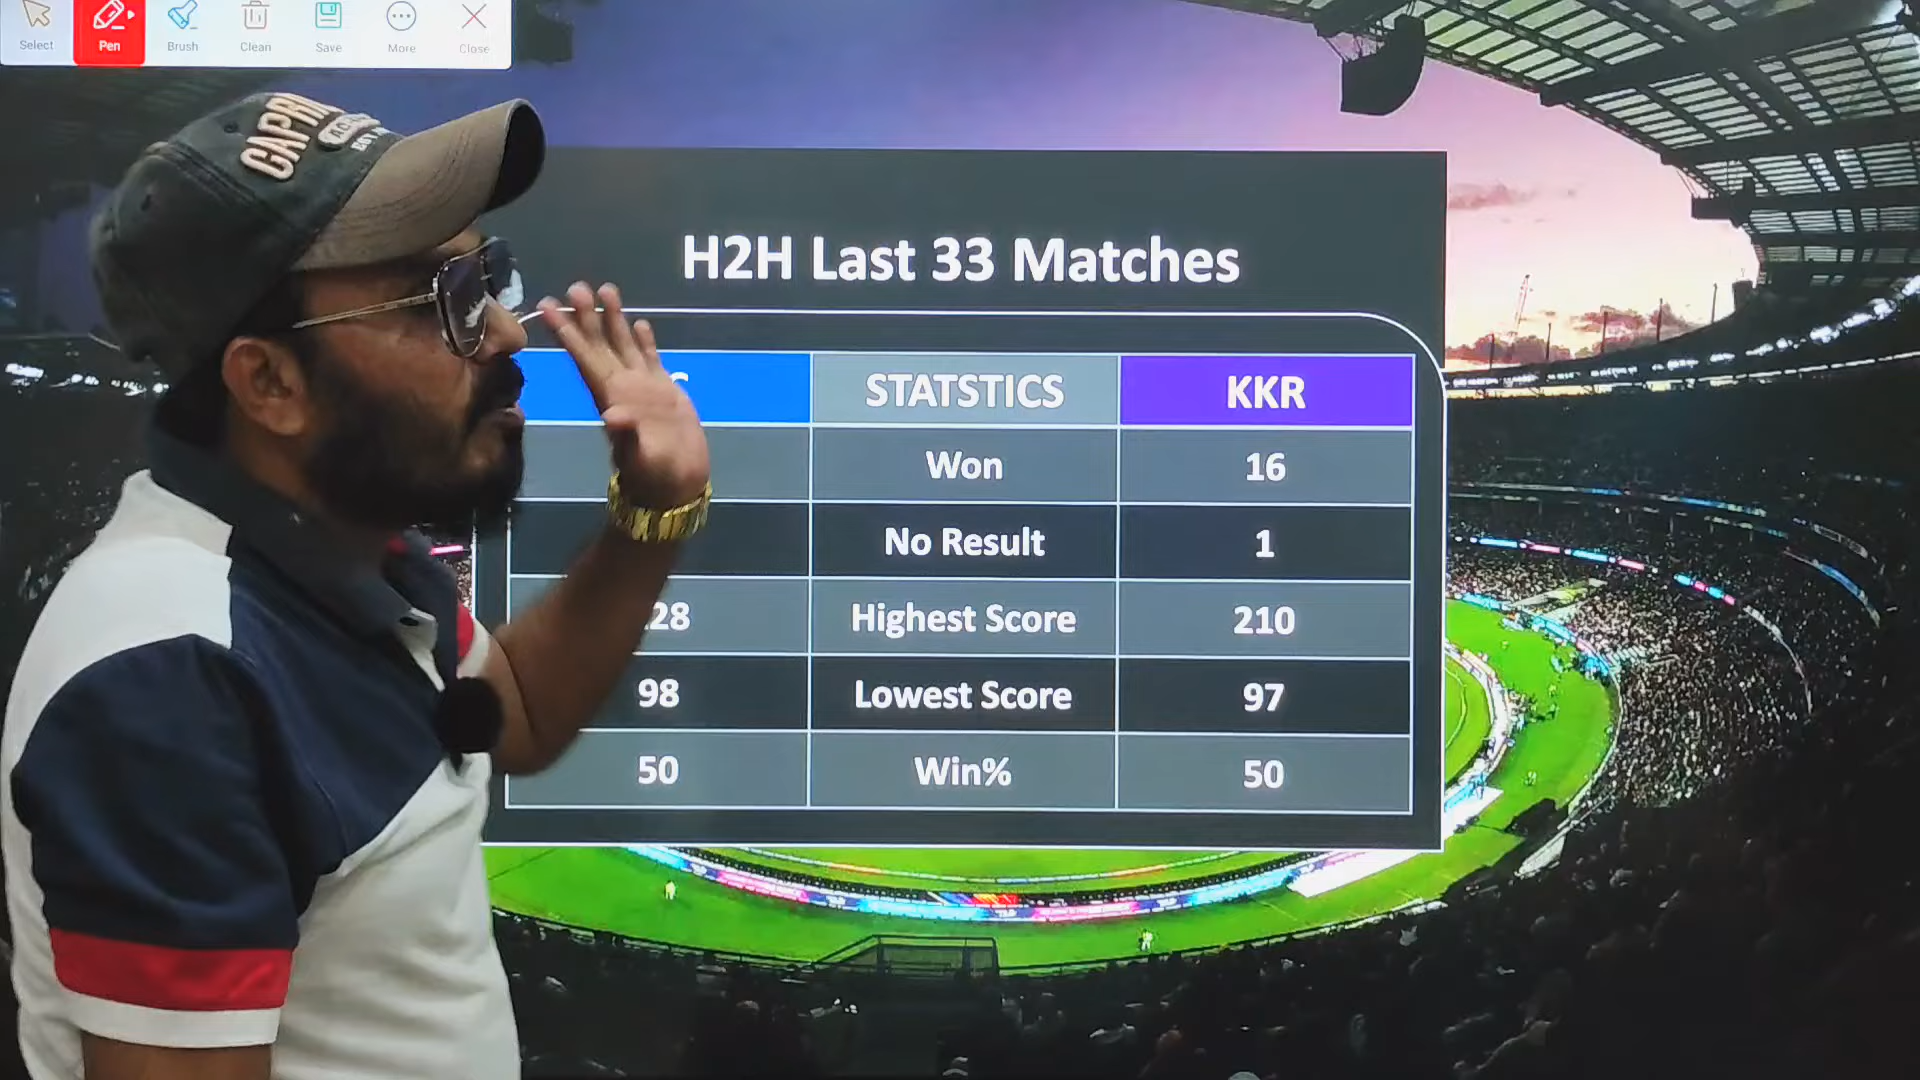 Select Pen Brush Clean Save More Close
H2H Last 33 Matches
STATSTICS KKR
Won 16
No Result 1
28 Highest Score 210
98 Lowest Score 97
50 Win% 50